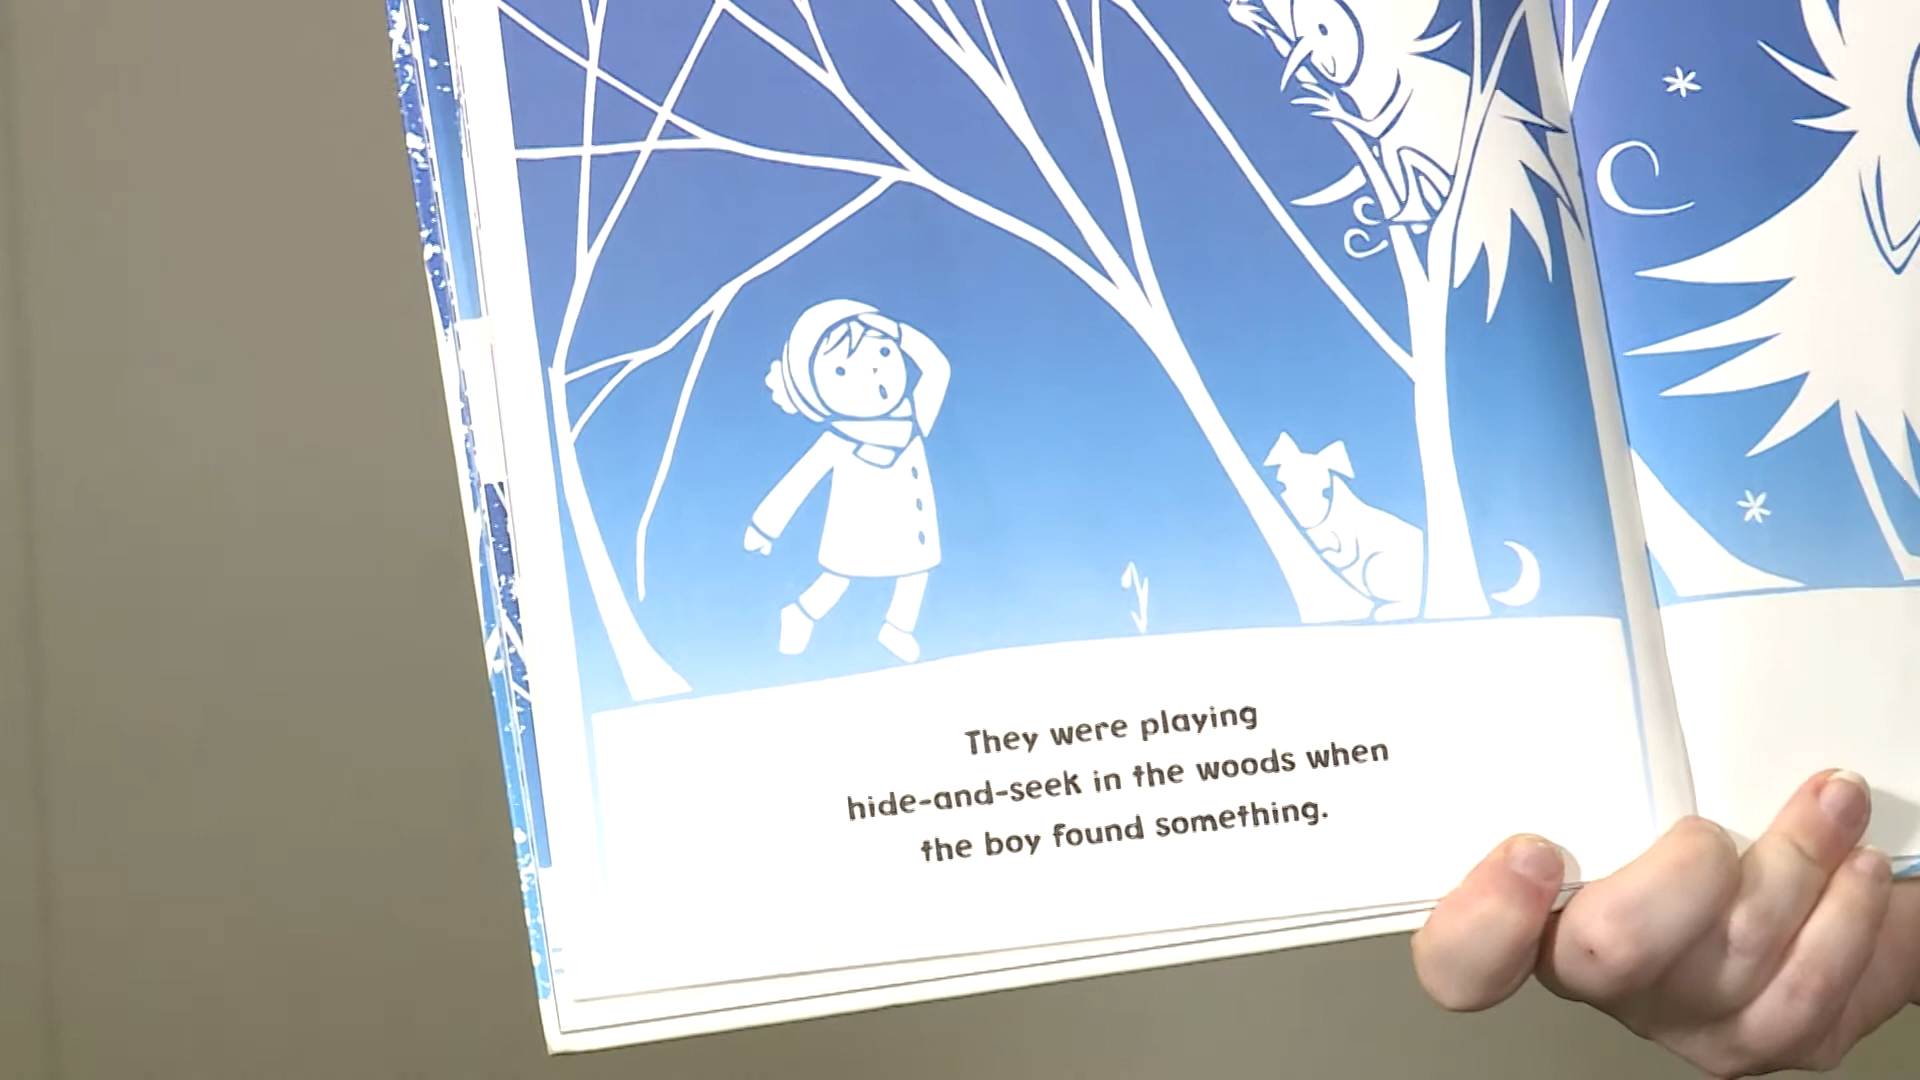 They were playing
hide-and-seek in the woods when
the boy found something.